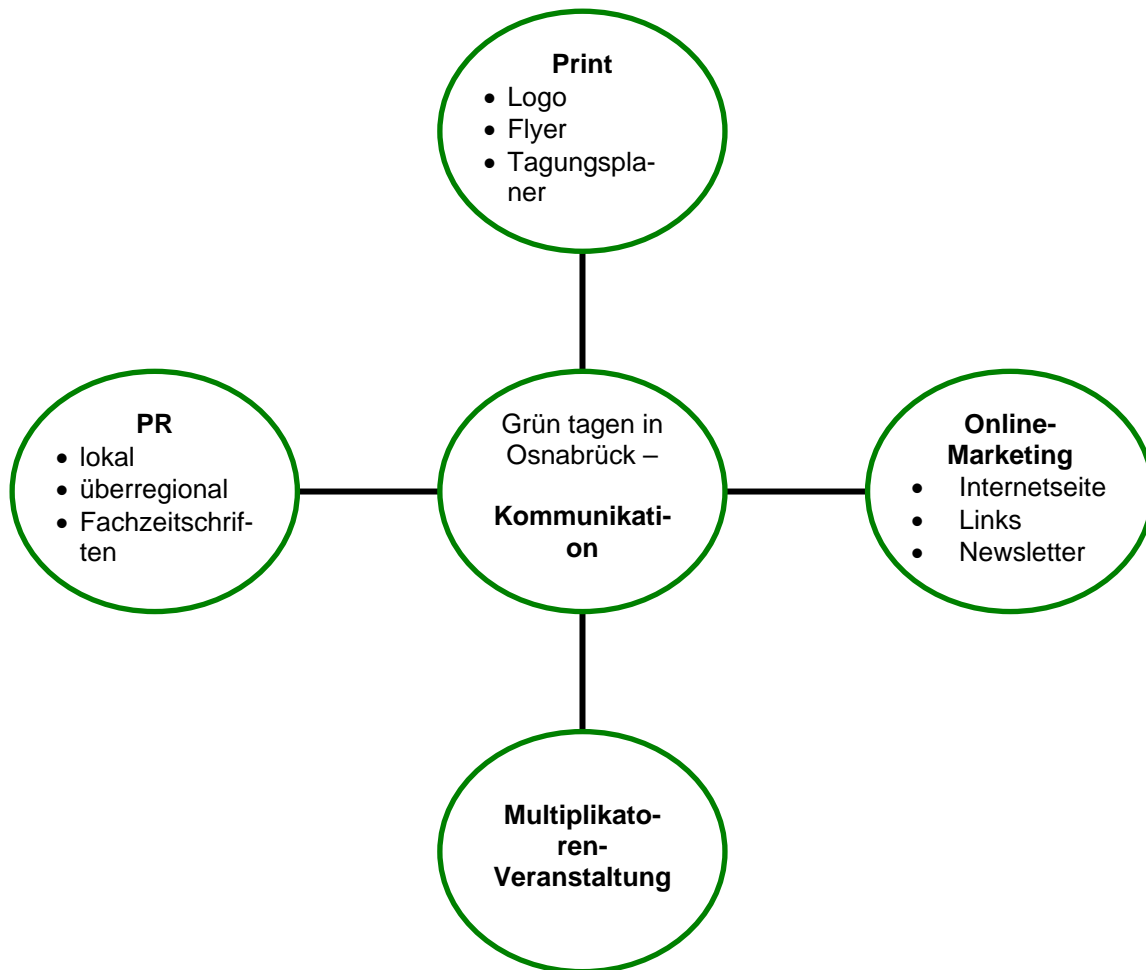 Print
• Logo
• Flyer
• Tagungspla-
ner
PR
• lokal
• überregional
• Fachzeitschrif-
ten
Grün tagen in
Osnabrück –
Kommunikati-
on
Online-
Marketing
• Internetseite
• Links
• Newsletter
Multiplikato-
ren-
Veranstaltung